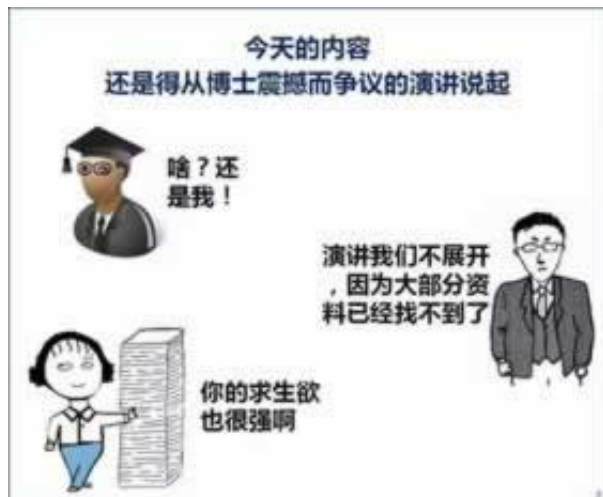 今天的内容
还是得从博士震撼而争议的演讲说起
啥？还
是我！
演讲我们不展开
，因为大部分资
料已经找不到了
你的求生欲
也很强啊